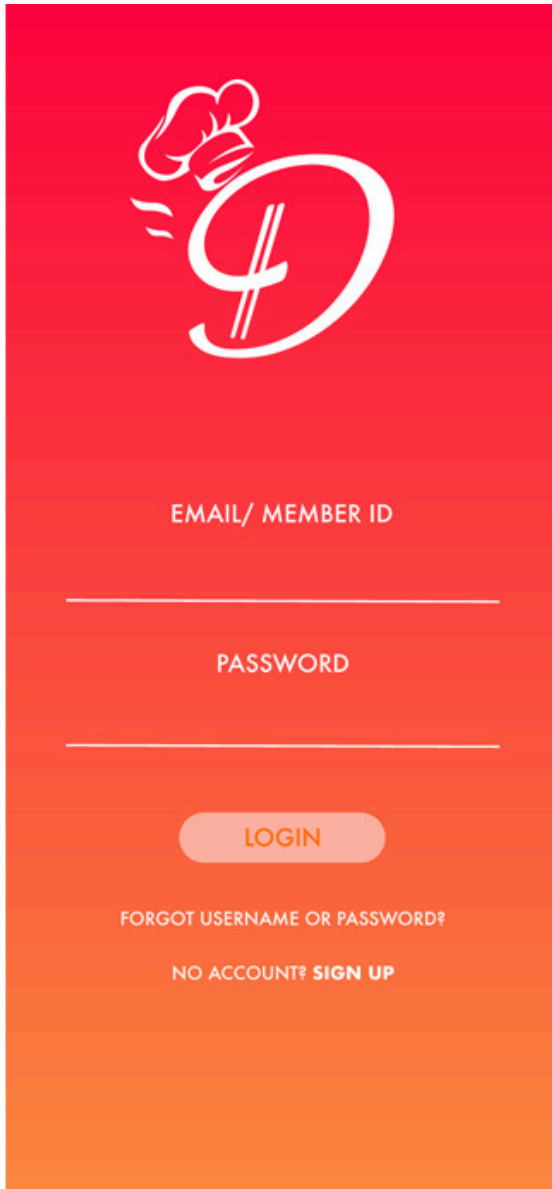 D
EMAIL/ MEMBER ID
PASSWORD
LOGIN
FORGOT USERNAME OR PASSWORD?
NO ACCOUNT? SIGN UP